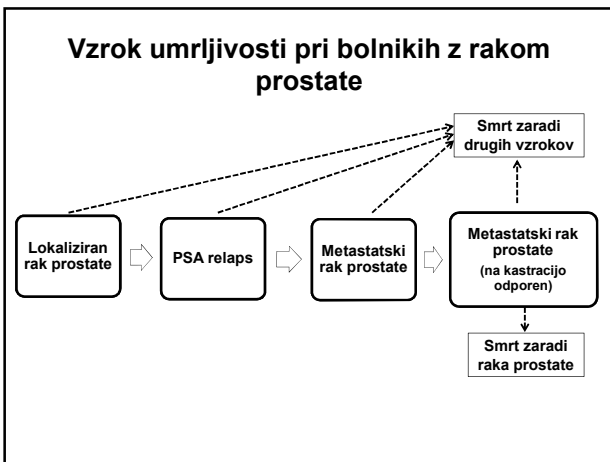 Vzrok umrljivosti pri bolnikih z rakom
prostate
Smrt zaradi
drugih vzrokov
Lokaliziran
rak prostate
PSA relaps
Metastatski
rak prostate
Metastatski rak
prostate
(na kastracijo
odporen)
Smrt zaradi
raka prostate